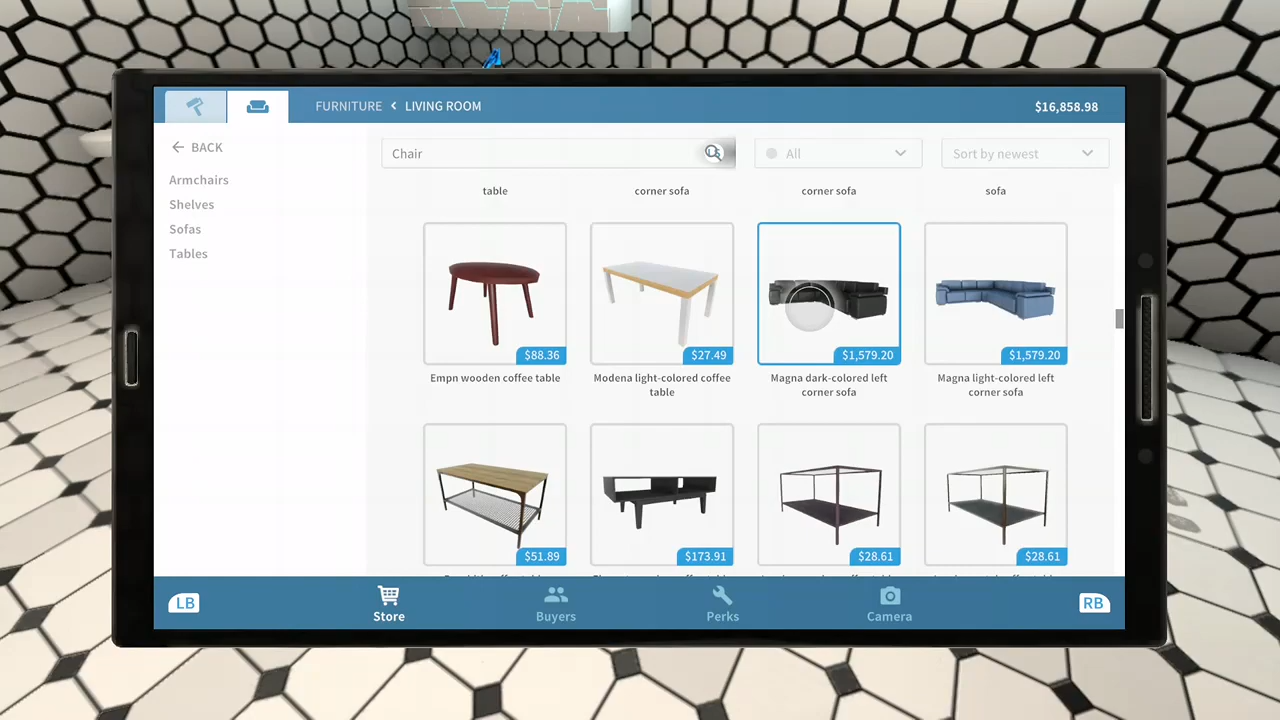 FURNITURE < LIVING ROOM
$16,858.98
BACK
Armchairs
Shelves
Sofas
Tables
Chair
All
Sort by newest
table
corner sofa
corner sofa
sofa
$88.36
$27.49
$1,579.20
$1,579.20
Empn wooden coffee table
Modena light-colored coffee
table
Magna dark-colored left
corner sofa
Magna light-colored left
corner sofa
$51.89
$173.91
$28.61
$28.61
LB
Store
Buyers
Perks
Camera
RB